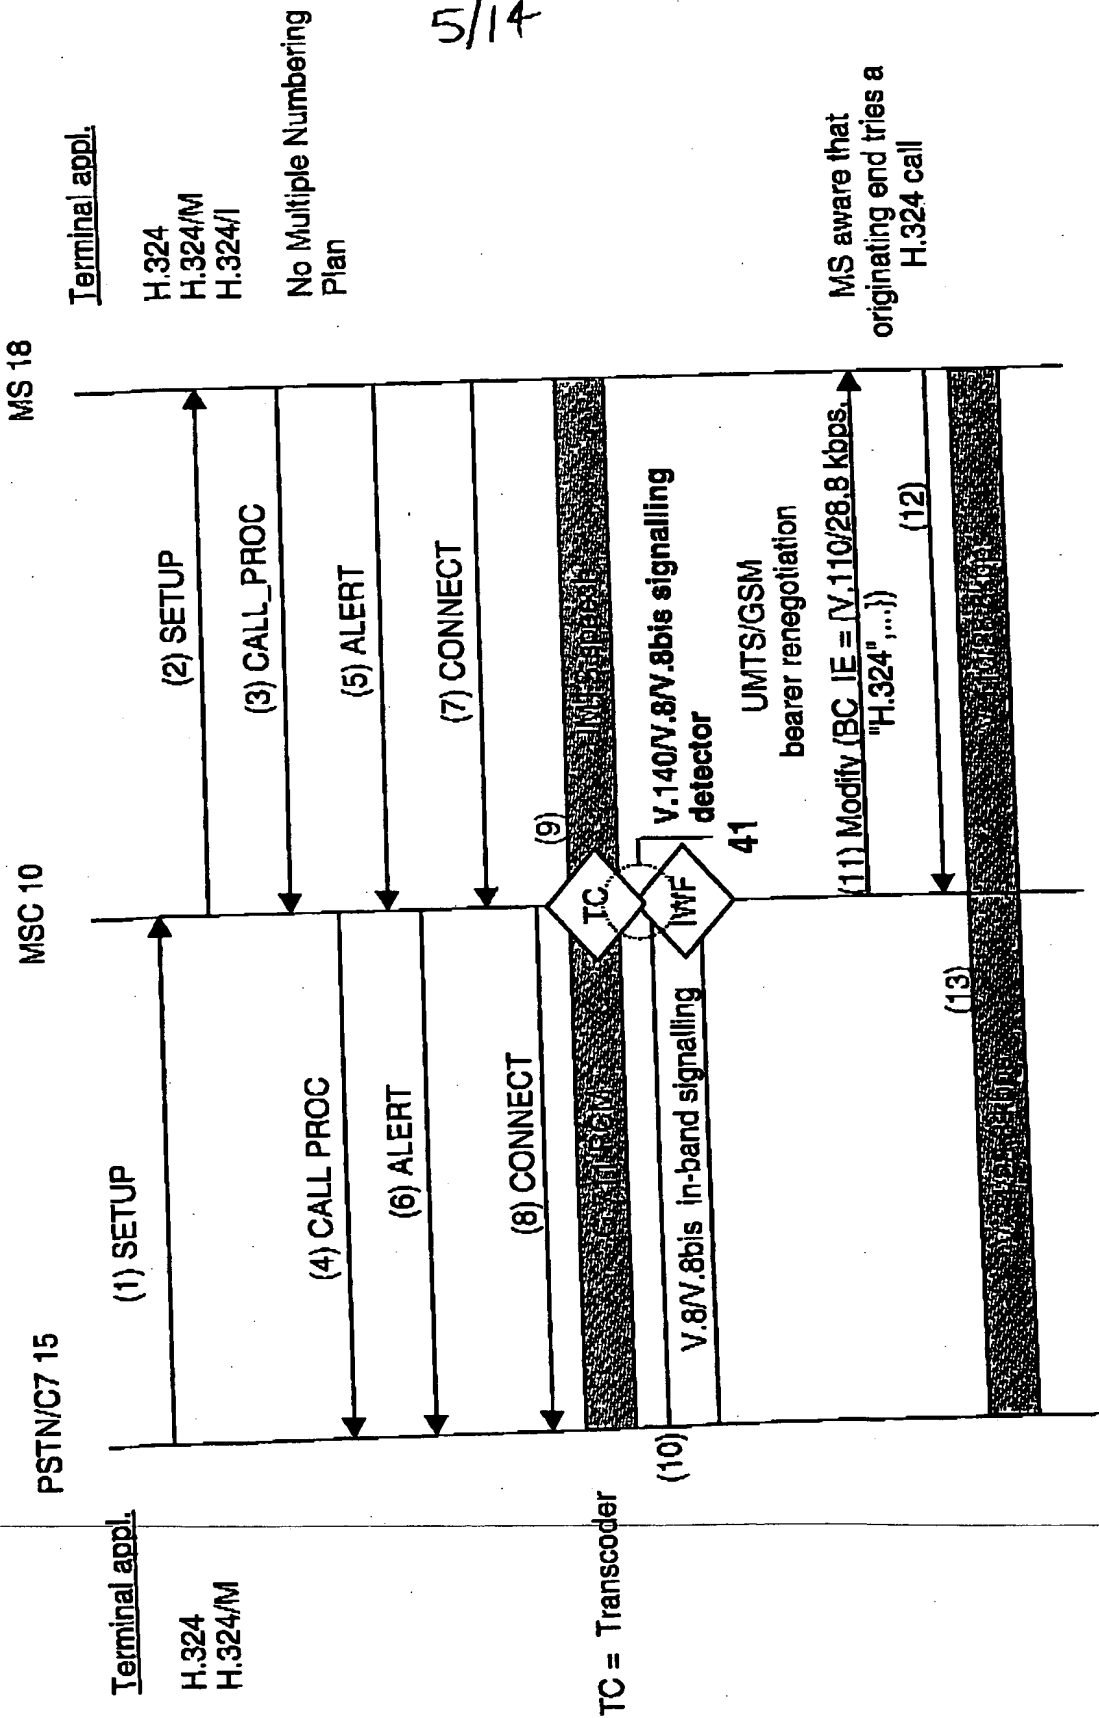 5/14
PSTN/C7 15
MSC 10
MS 18
Terminal appl.
H.324
H.324/M
Terminal appl.
H.324
H.324/M
H.324/I
No Multiple Numbering
Plan
(1) SETUP
(2) SETUP
(3) CALL_PROC
(4) CALL PROC
(5) ALERT
(6) ALERT
(7) CONNECT
(8) CONNECT
(9)
TC
IWF
V.140/V.8/V.8bis signalling
detector
41
TC = Transcoder
(10)
V.8/V.8bis in-band signalling
UMTS/GSM
bearer renegotiation
(11) Modify (BC_IE = {V.110/28.8 kbps,
"H.324",...})
MS aware that
originating end tries a
H.324 call
(12)
(13)